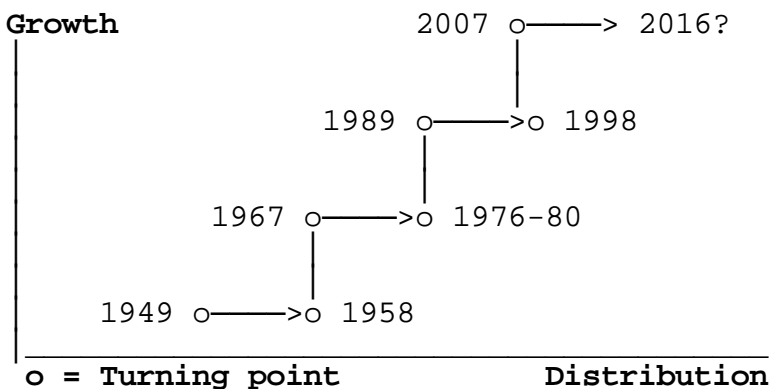 Growth 2007 o > 2016?
1989 o >o 1998
1967 o >o 1976-80
1949 o >o 1958
o = Turning point Distribution